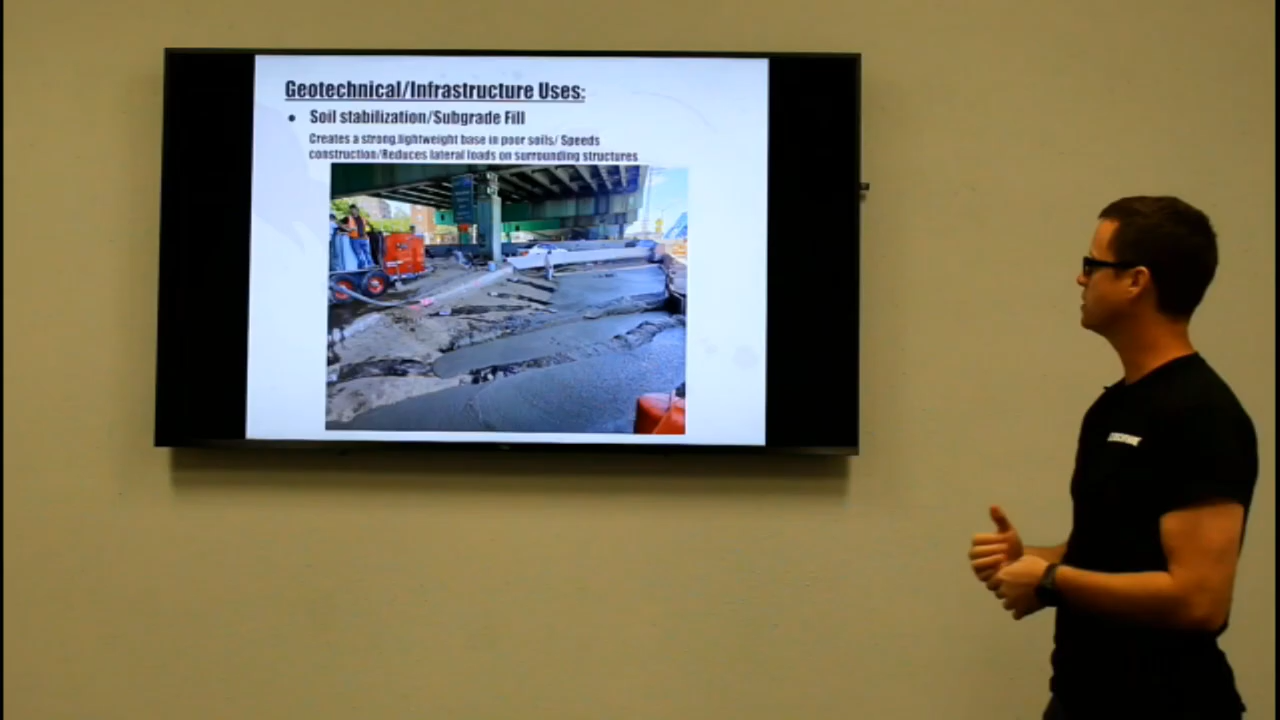 Geotechnical/Infrastructure Uses:
• Soil stabilization/Subgrade Fill
Creates a strong,lightweight base in poor soils/ Speeds
construction/Reduces lateral loads on surrounding structures